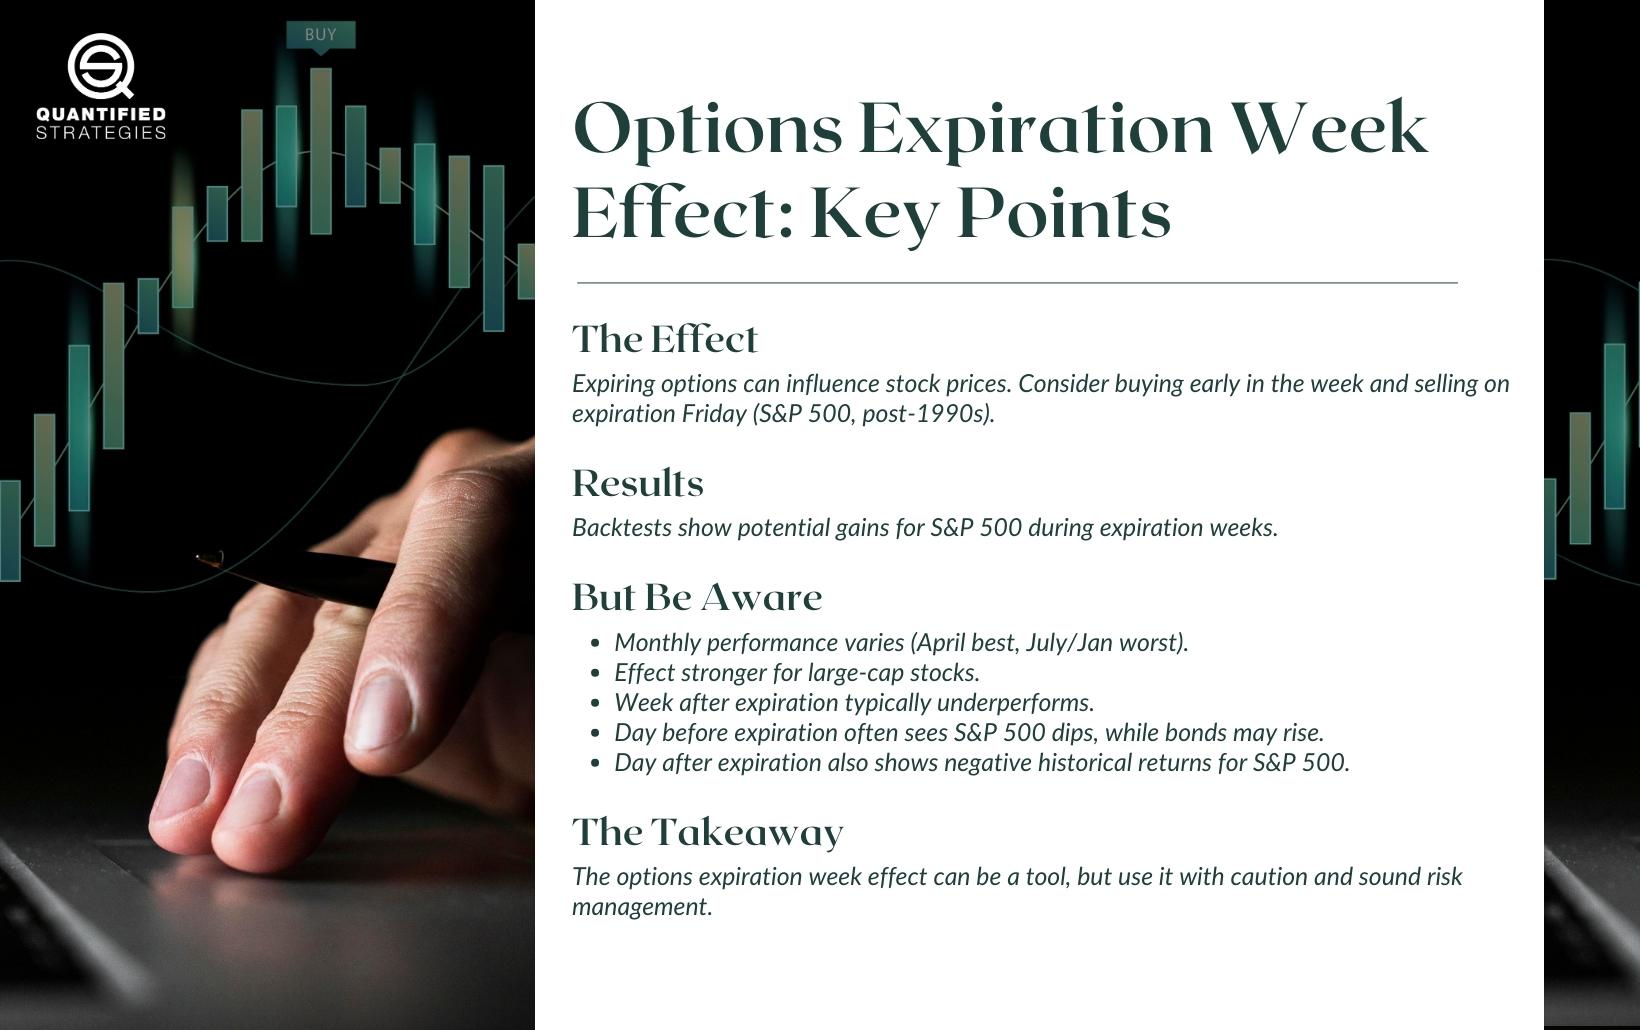 BUY
QUANTIFIED
STRATEGIES
Options Expiration Week
Effect: Key Points
The Effect
Expiring options can influence stock prices. Consider buying early in the week and selling on
expiration Friday (S&P 500, post-1990s).
Results
Backtests show potential gains for S&P 500 during expiration weeks.
But Be Aware
• Monthly performance varies (April best, July/Jan worst).
• Effect stronger for large-cap stocks.
• Week after expiration typically underperforms.
• Day before expiration often sees S&P 500 dips, while bonds may rise.
• Day after expiration also shows negative historical returns for S&P 500.
The Takeaway
The options expiration week effect can be a tool, but use it with caution and sound risk
management.